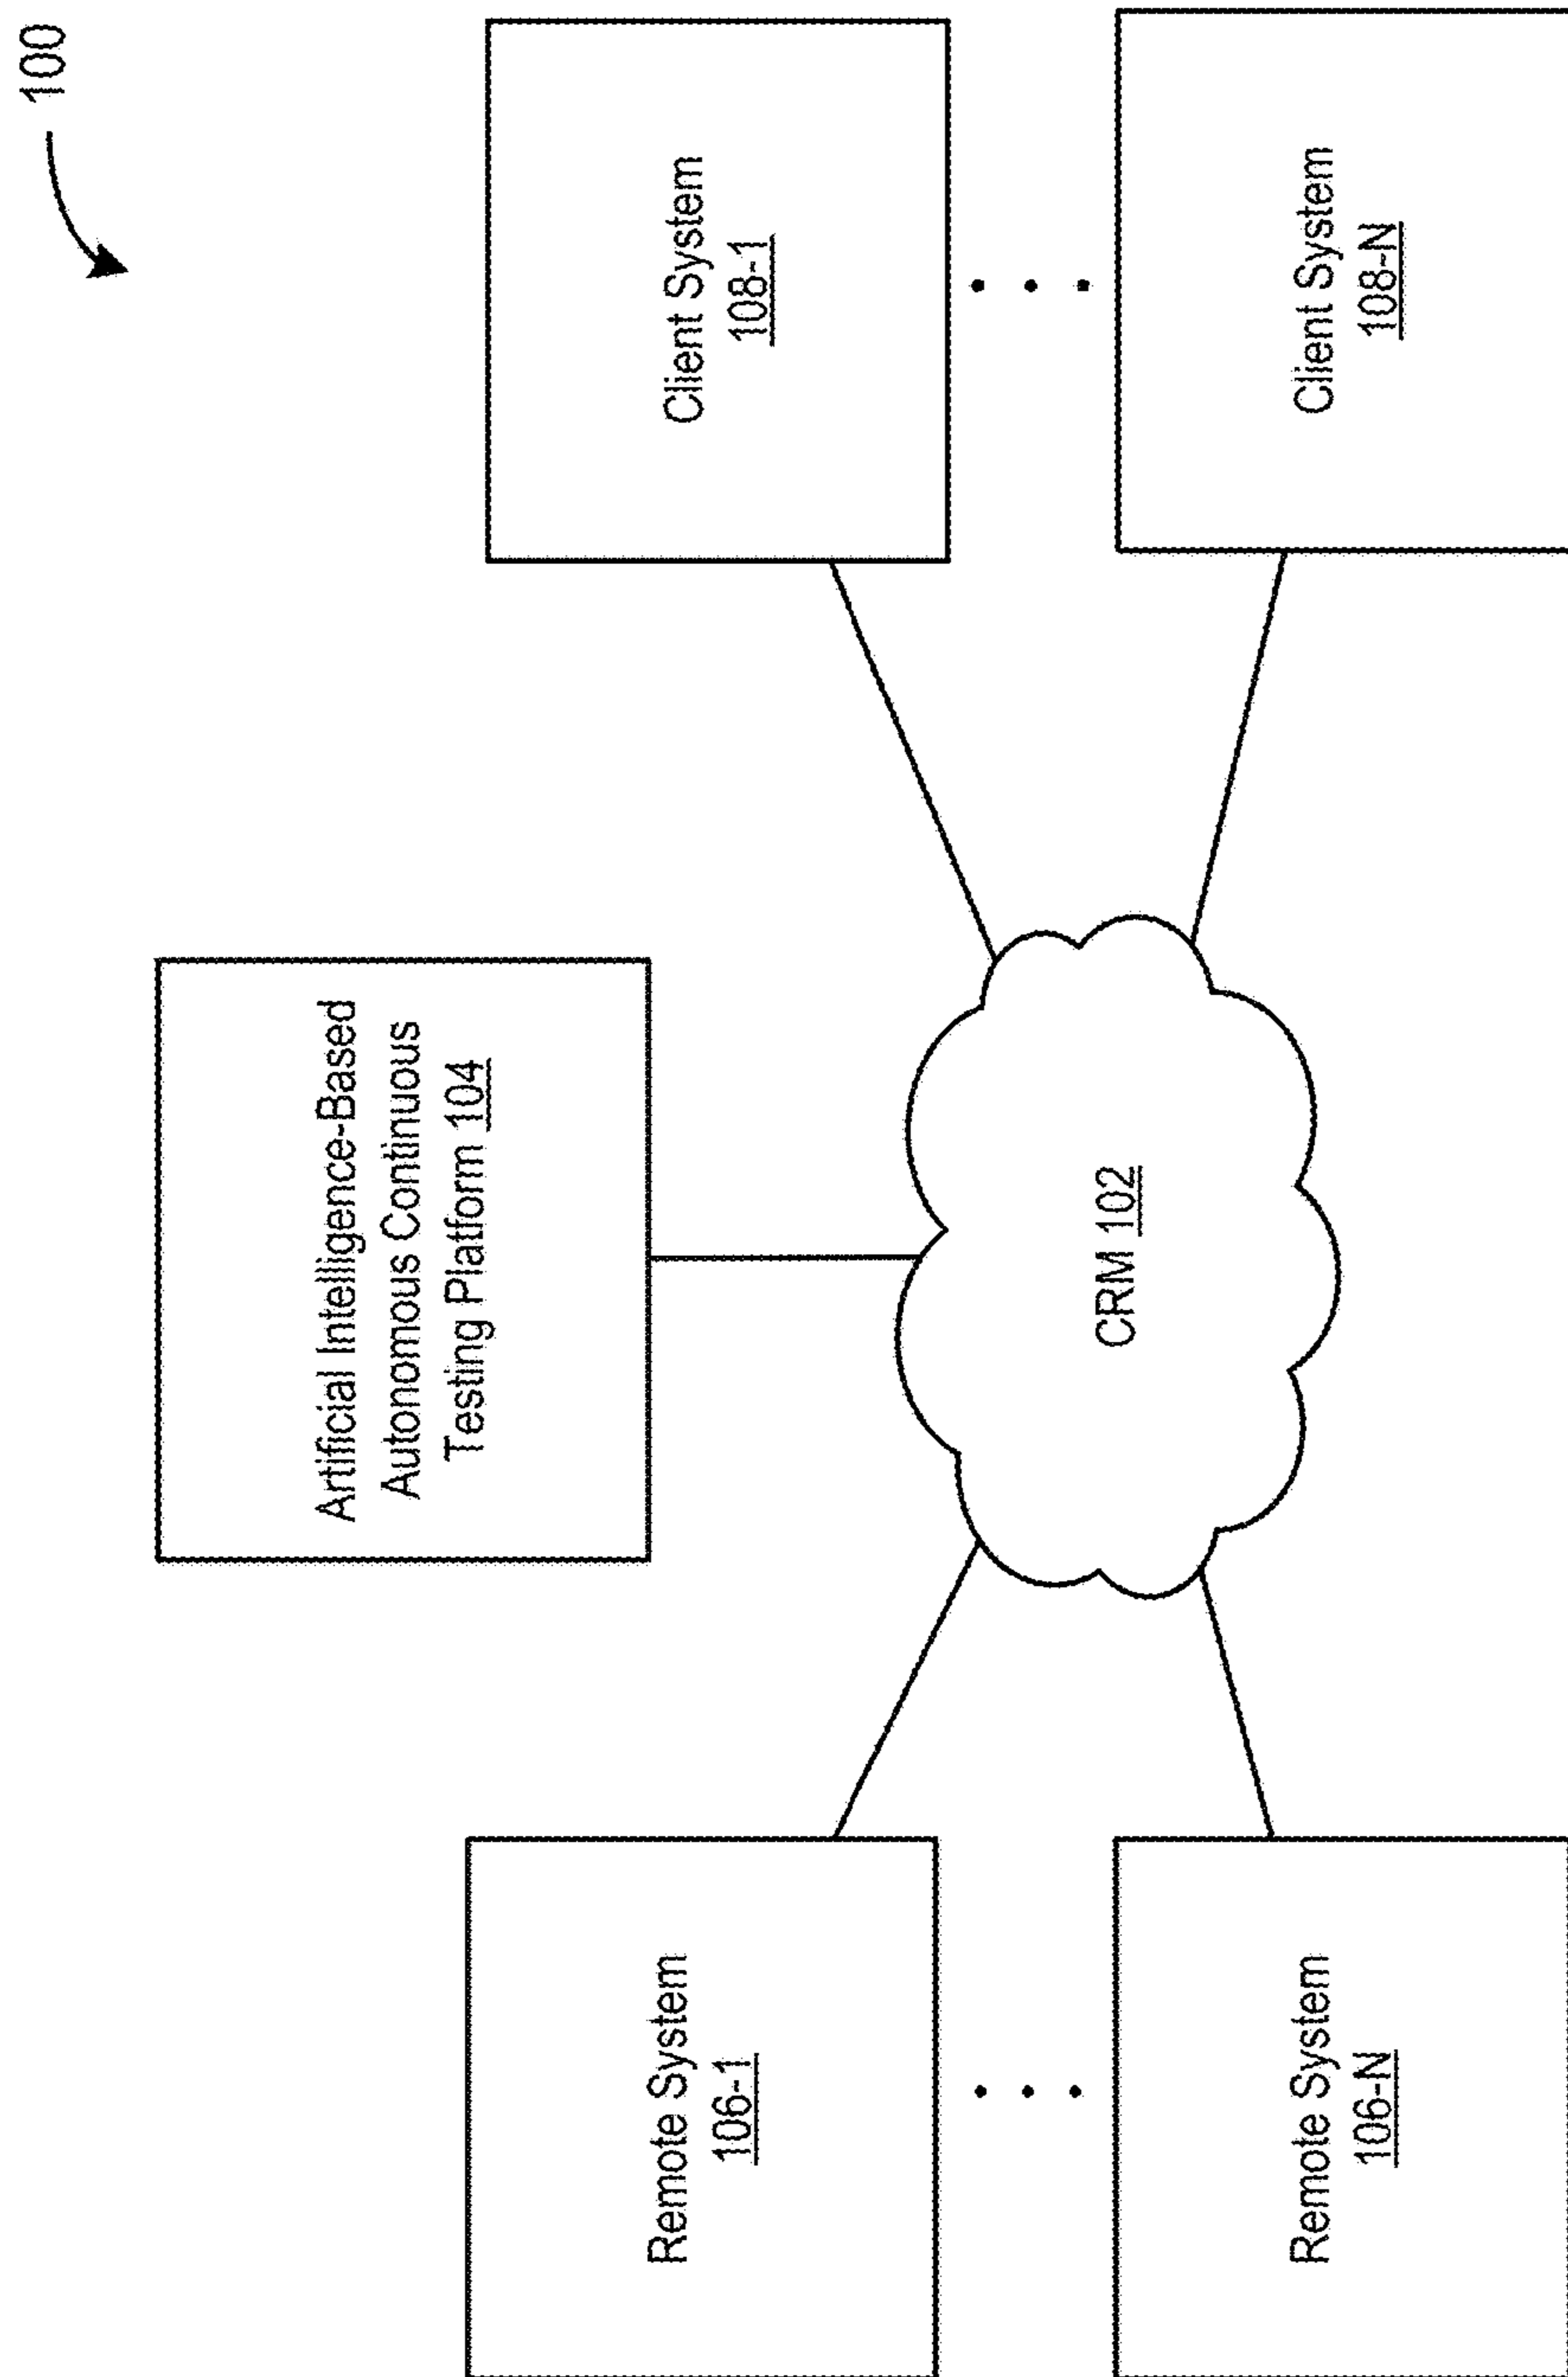 100
Artificial Intelligence-Based
Autonomous Continuous
Testing Platform 104
Remote System
106-1
Client System
108-1
CRM 102
Remote System
106-N
Client System
108-N